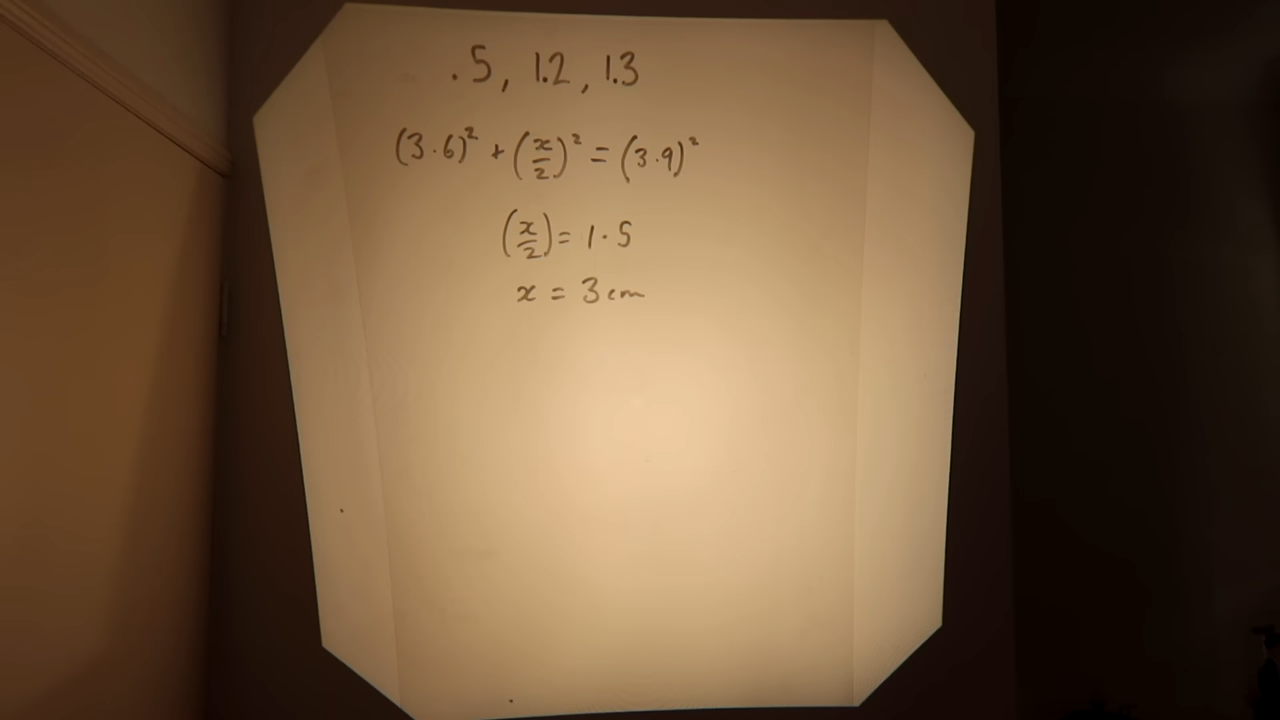 .5, 1.2, 1.3
(3·6)² + (x/2)² = (3·9)²
(x/2) = 1·5
x = 3cm